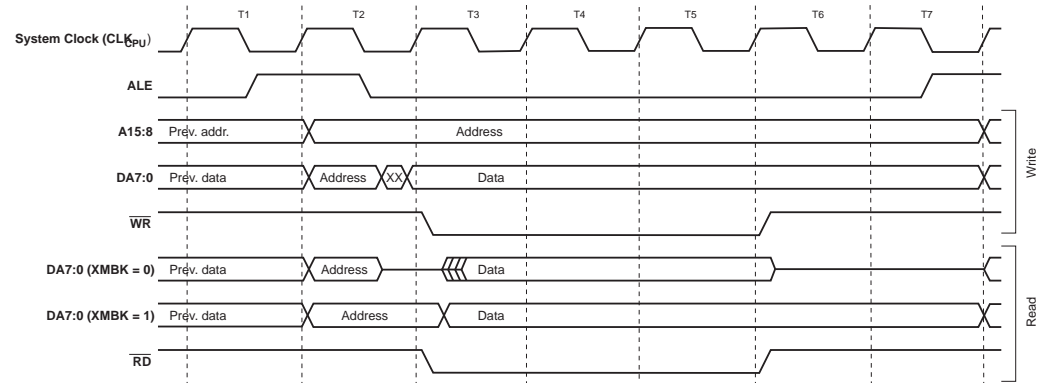 T1 T2 T3 T4 T5 T6 T7
System Clock (CLKCPU)
ALE
A15:8 Prev. addr. Address
DA7:0 Prev. data Address XX Data
WR
DA7:0 (XMBK = 0) Prev. data Address Data
DA7:0 (XMBK = 1) Prev. data Address Data
RD
Write
Read